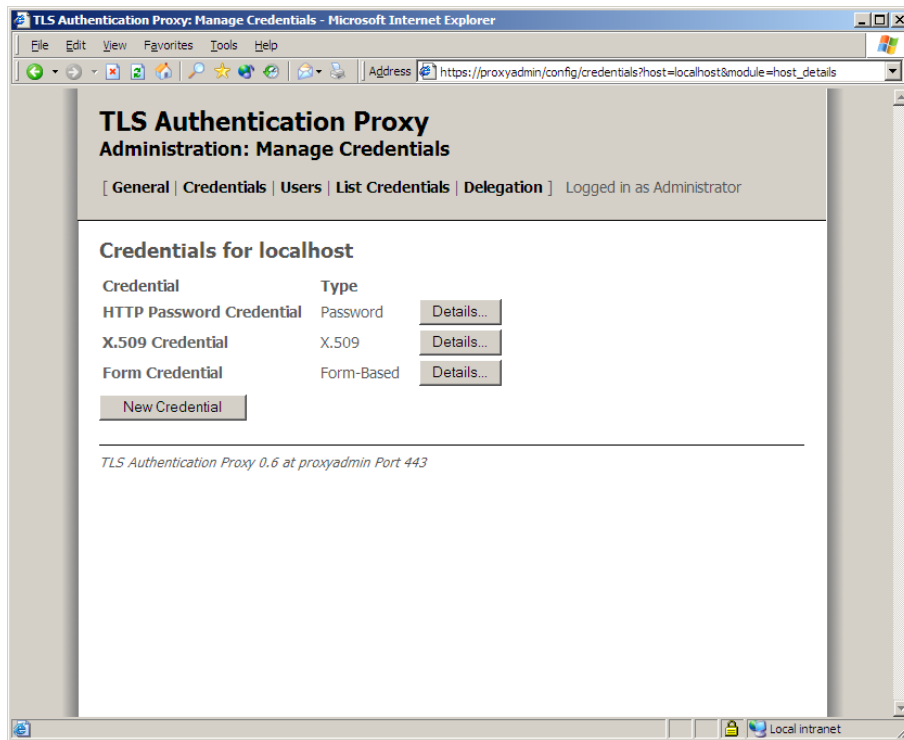 TLS Authentication Proxy: Manage Credentials - Microsoft Internet Explorer
File Edit View Favorites Tools Help
Address https://proxyadmin/config/credentials?host=localhost&module=host_details
TLS Authentication Proxy
Administration: Manage Credentials
[ General | Credentials | Users | List Credentials | Delegation ] Logged in as Administrator
Credentials for localhost
Credential Type
HTTP Password Credential Password Details...
X.509 Credential X.509 Details...
Form Credential Form-Based Details...
New Credential
TLS Authentication Proxy 0.6 at proxyadmin Port 443
Local intranet